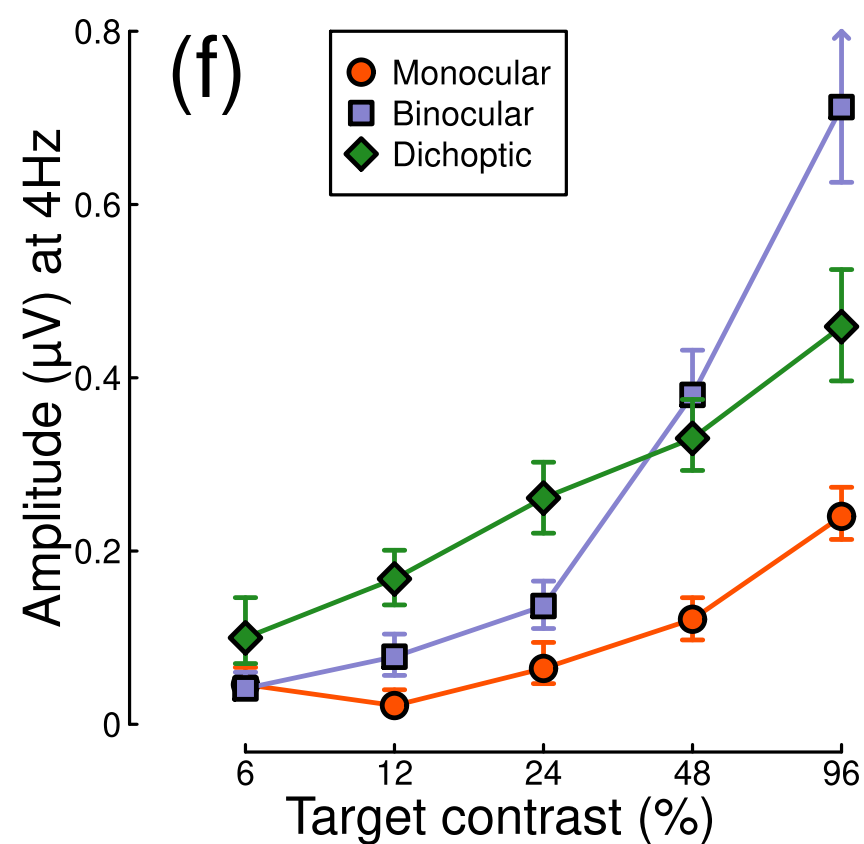 (f)
Monocular
Binocular
Dichoptic
Amplitude (µV) at 4Hz
0.8
0.6
0.4
0.2
0
6 12 24 48 96
Target contrast (%)